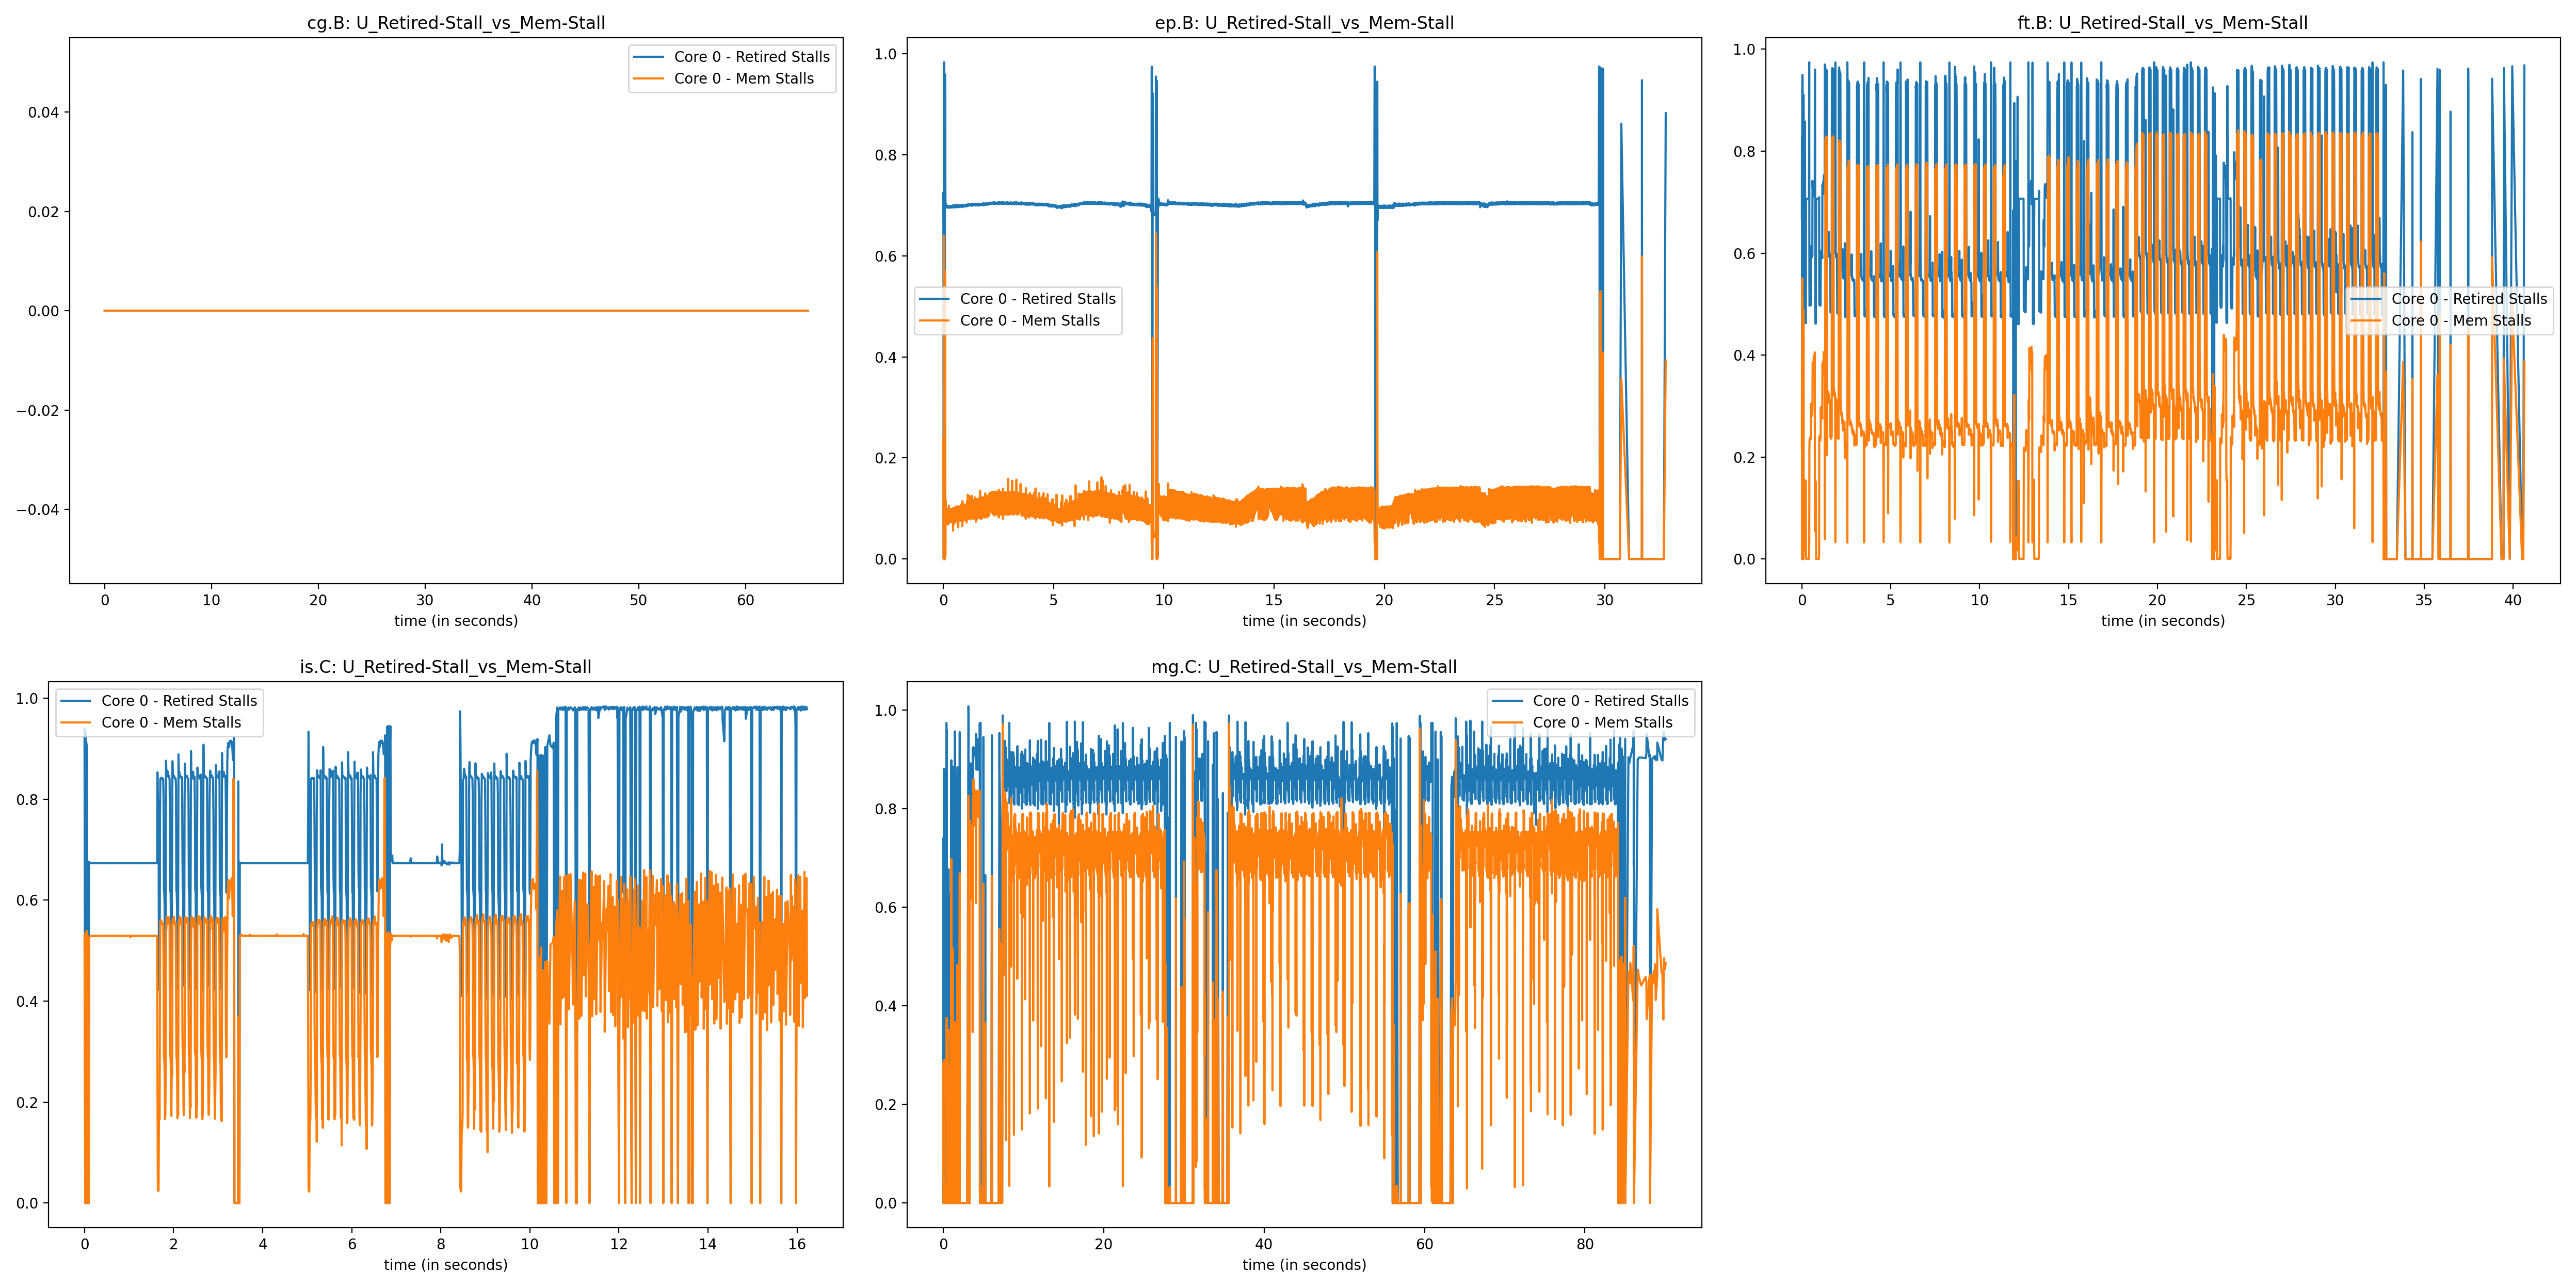 cg.B: U_Retired-Stall_vs_Mem-Stall
Core 0 - Retired Stalls
Core 0 - Mem Stalls
0.04
0.02
0.00
−0.02
−0.04
0 10 20 30 40 50 60
time (in seconds)
ep.B: U_Retired-Stall_vs_Mem-Stall
1.0
0.8
0.6
Core 0 - Retired Stalls
Core 0 - Mem Stalls
0.4
0.2
0.0
0 5 10 15 20 25 30
time (in seconds)
ft.B: U_Retired-Stall_vs_Mem-Stall
1.0
0.8
0.6
Core 0 - Retired Stalls
Core 0 - Mem Stalls
0.4
0.2
0.0
0 5 10 15 20 25 30 35 40
time (in seconds)
is.C: U_Retired-Stall_vs_Mem-Stall
Core 0 - Retired Stalls
Core 0 - Mem Stalls
1.0
0.8
0.6
0.4
0.2
0.0
0 2 4 6 8 10 12 14 16
time (in seconds)
mg.C: U_Retired-Stall_vs_Mem-Stall
Core 0 - Retired Stalls
Core 0 - Mem Stalls
1.0
0.8
0.6
0.4
0.2
0.0
0 20 40 60 80
time (in seconds)